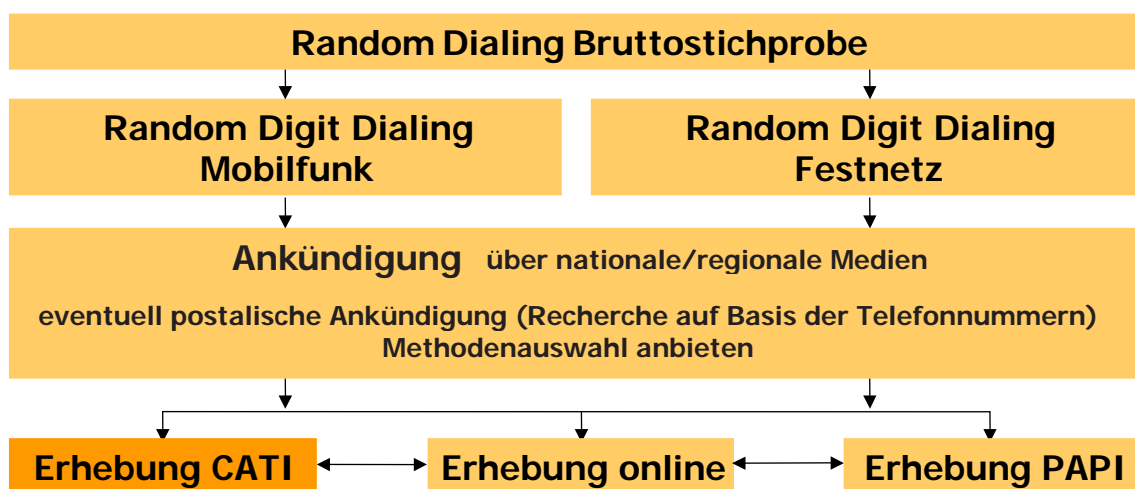 Random Dialing Bruttostichprobe
Random Digit Dialing
Mobilfunk
Random Digit Dialing
Festnetz
Ankündigung über nationale/regionale Medien
eventuell postalische Ankündigung (Recherche auf Basis der Telefonnummern)
Methodenauswahl anbieten
Erhebung CATI
Erhebung online
Erhebung PAPI